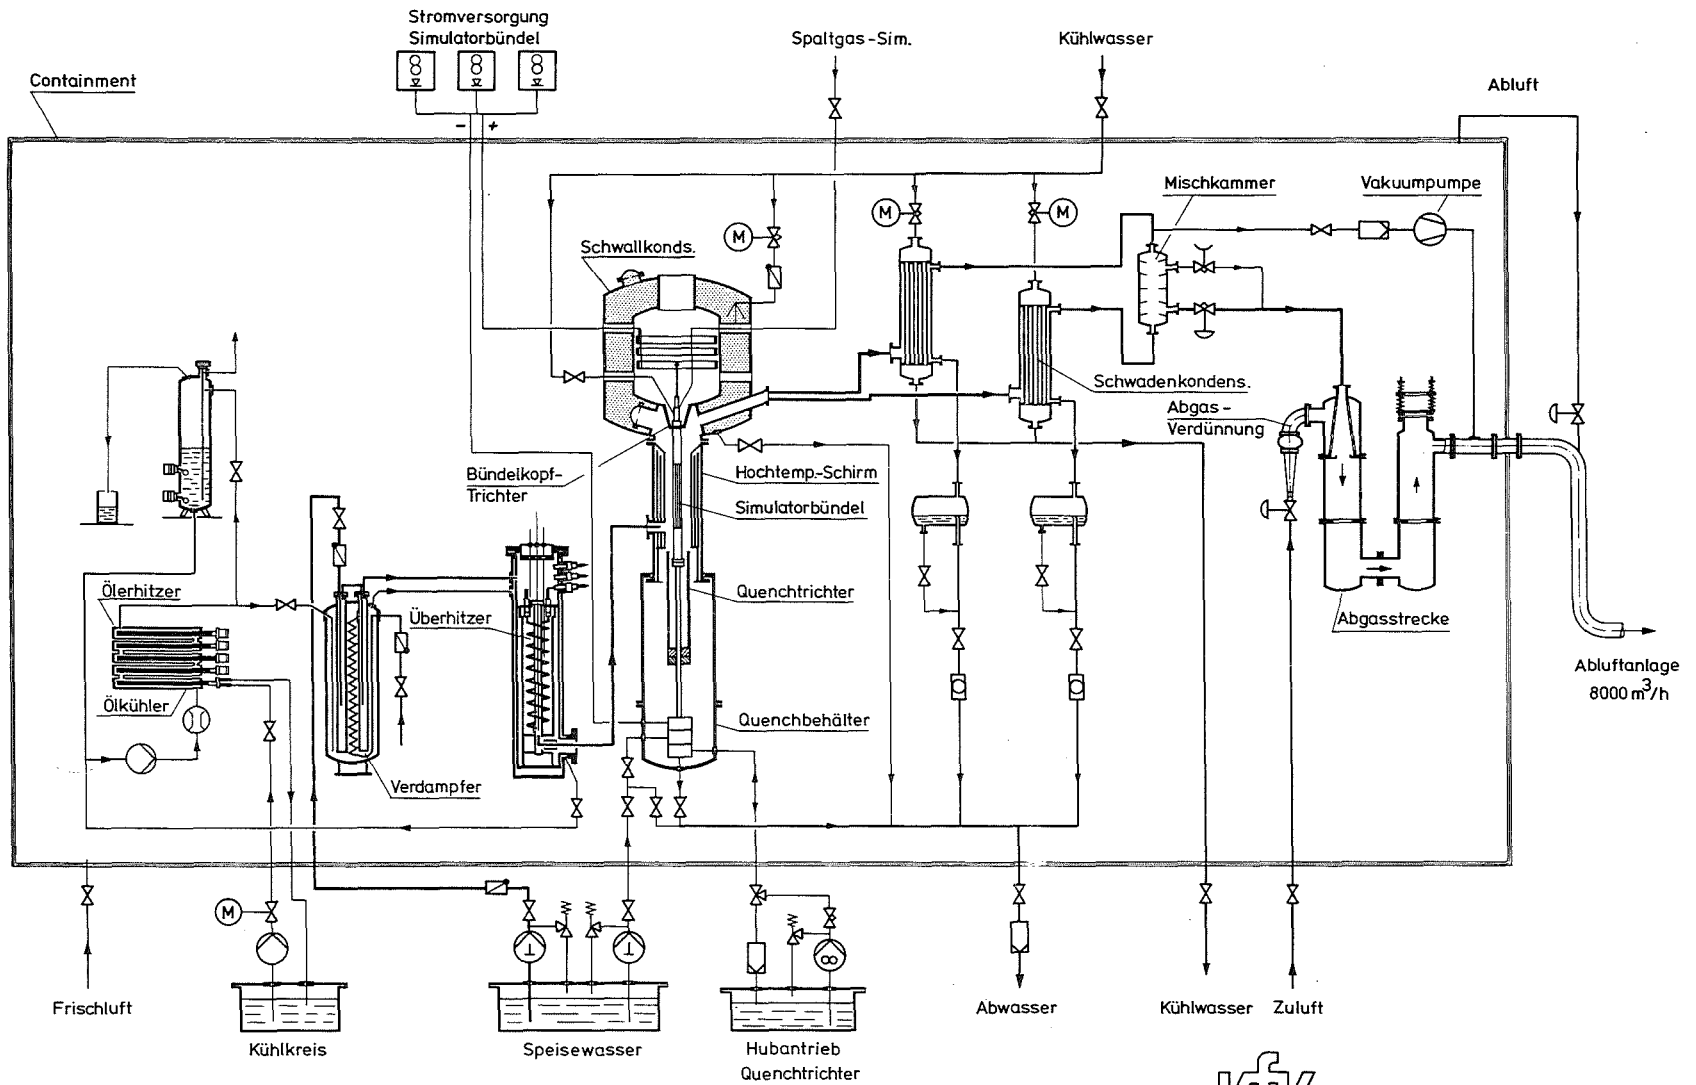 Stromversorgung
Simulatorbündel
Spaltgas-Sim.
Kühlwasser
Containment
Abluft
- +
Mischkammer
Vakuumpumpe
M
M
M
Schwallkonds.
Schwadenkondens.
Abgas-
Verdünnung
Bündelkopf-
Trichter
Hochtemp.-Schirm
Simulatorbündel
Ölerhitzer
Überhitzer
Quenchtrichter
Abgasstrecke
Abluftanlage
8000 m³/h
Ölkühler
Quenchbehälter
Verdampfer
M
Frischluft
Abwasser
Kühlwasser
Zuluft
Kühlkreis
Speisewasser
Hubantrieb
Quenchtrichter
KfK